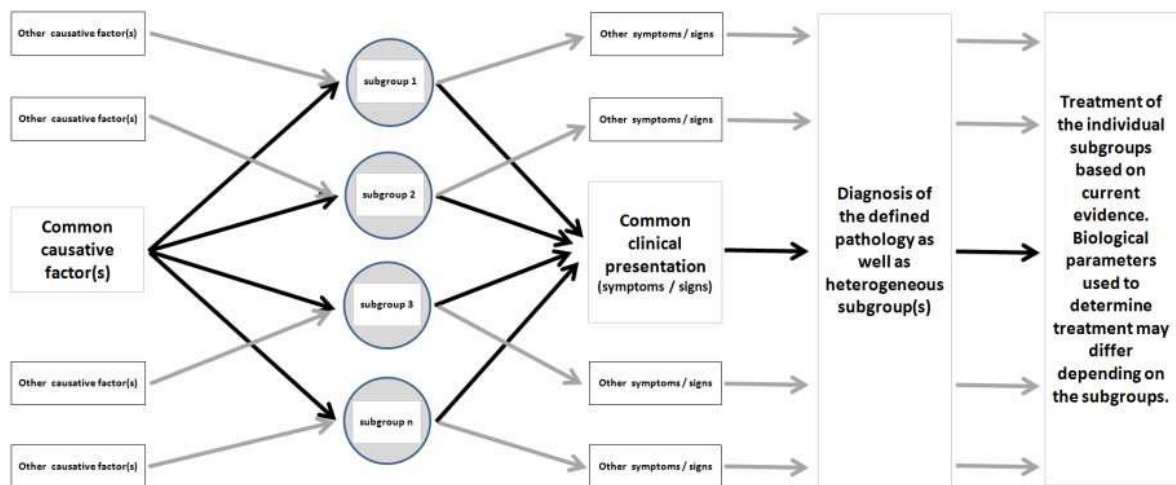 Other causative factor(s)
Other causative factor(s)
Common
causative
factor(s)
Other causative factor(s)
Other causative factor(s)
subgroup 1
subgroup 2
subgroup 3
subgroup n
Other symptoms / signs
Other symptoms / signs
Common
clinical
presentation
(symptoms / signs)
Other symptoms / signs
Other symptoms / signs
Diagnosis of
the defined
pathology as
well as
heterogeneous
subgroup(s)
Treatment of
the individual
subgroups
based on
current
evidence.
Biological
parameters
used to
determine
treatment may
differ
depending on
the subgroups.